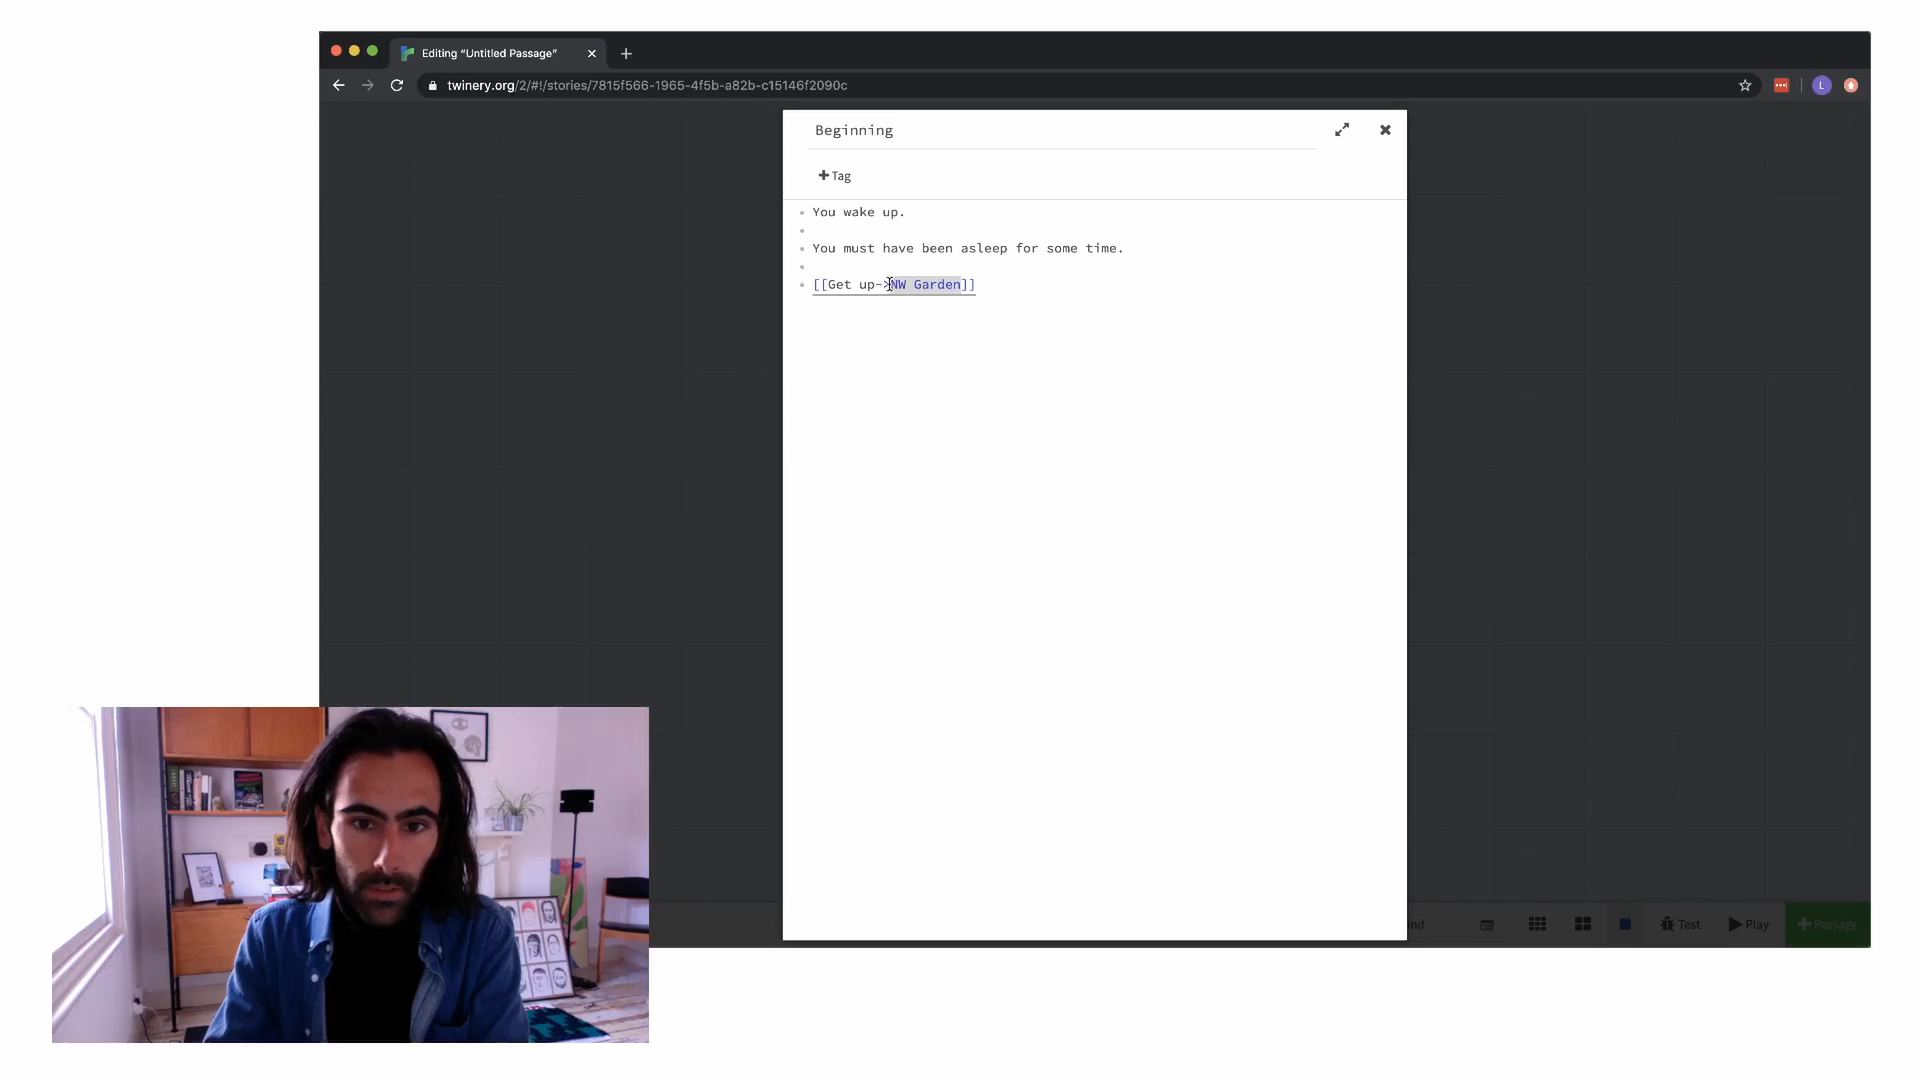 Editing "Untitled Passage"
twinery.org/2/#!/stories/7815f566-1965-4f5b-a82b-c15146f2090c
L
Beginning
+Tag
You wake up.
You must have been asleep for some time.
[[Get up->NW Garden]]
Test
Play
+Passage